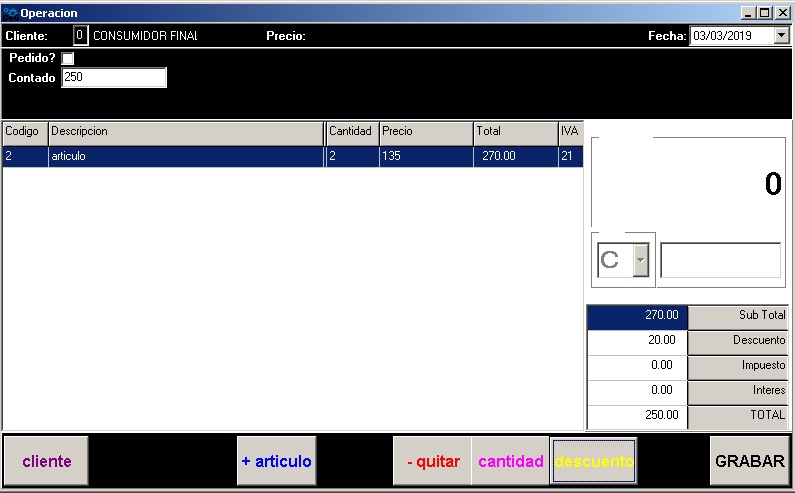 Operacion
Cliente: 0 CONSUMIDOR FINAL Precio: Fecha: 03/03/2019
Pedido?
Contado 250
Codigo Descripcion Cantidad Precio Total IVA
2 articulo 2 135 270.00 21
0
C
270.00 Sub Total
20.00 Descuento
0.00 Impuesto
0.00 Interes
250.00 TOTAL
cliente + articulo - quitar cantidad descuento GRABAR